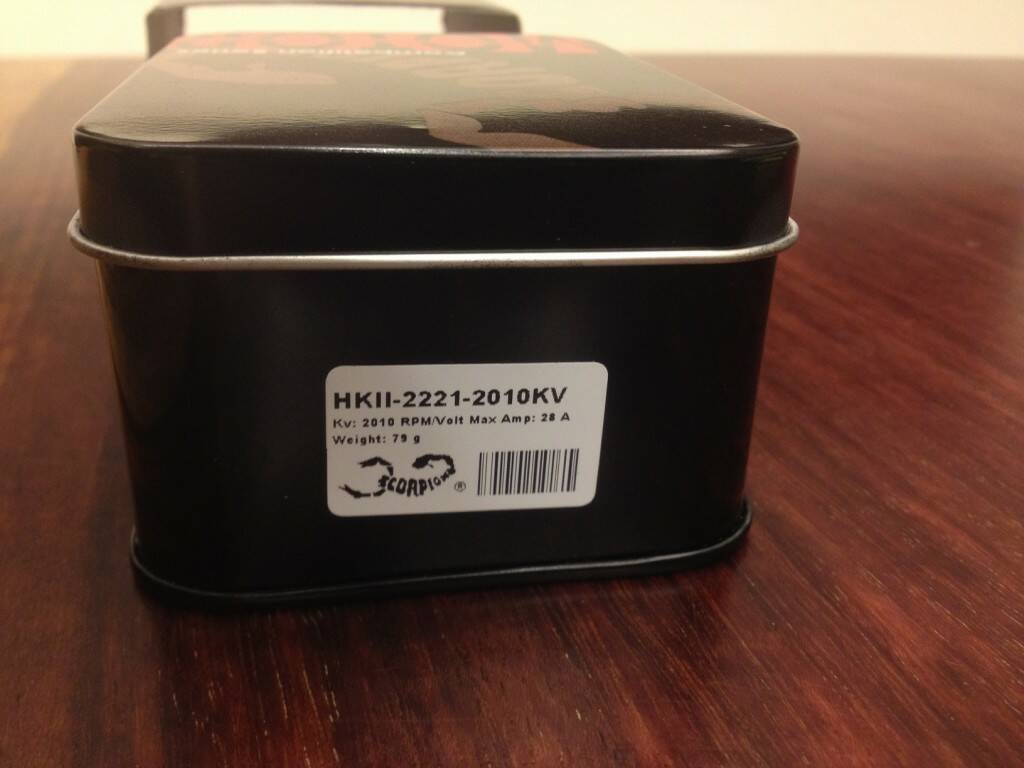 HKII-2221-2010KV
Kv: 2010 RPM/Volt Max Amp: 28 A
Weight: 79 g
SCORPION ®